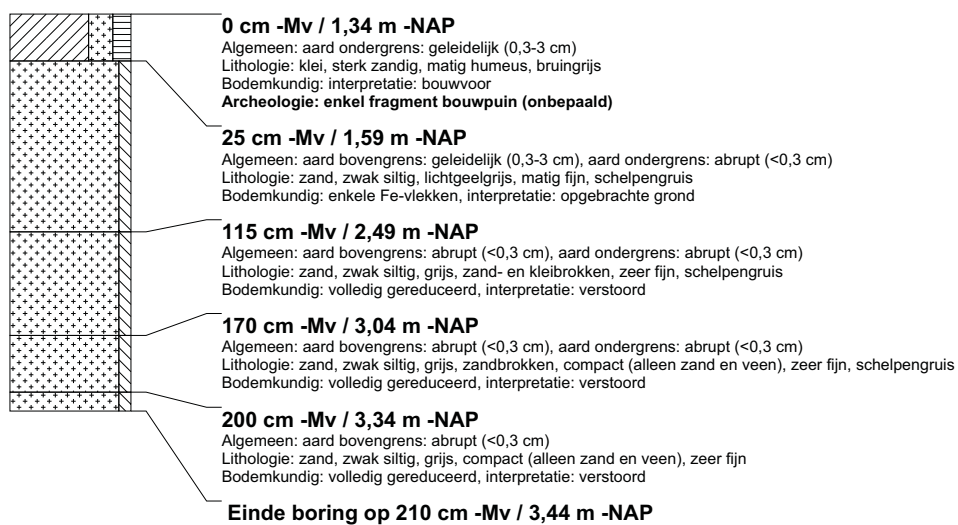 0 cm -Mv / 1,34 m -NAP
Algemeen: aard ondergrens: geleidelijk (0,3-3 cm)
Lithologie: klei, sterk zandig, matig humeus, bruingrijs
Bodemkundig: interpretatie: bouwvoor
Archeologie: enkel fragment bouwpuin (onbepaald)
25 cm -Mv / 1,59 m -NAP
Algemeen: aard bovengrens: geleidelijk (0,3-3 cm), aard ondergrens: abrupt (<0,3 cm)
Lithologie: zand, zwak siltig, lichtgeelgrijs, matig fijn, schelpengruis
Bodemkundig: enkele Fe-vlekken, interpretatie: opgebrachte grond
115 cm -Mv / 2,49 m -NAP
Algemeen: aard bovengrens: abrupt (<0,3 cm), aard ondergrens: abrupt (<0,3 cm)
Lithologie: zand, zwak siltig, grijs, zand- en kleibrokken, zeer fijn, schelpengruis
Bodemkundig: volledig gereduceerd, interpretatie: verstoord
170 cm -Mv / 3,04 m -NAP
Algemeen: aard bovengrens: abrupt (<0,3 cm), aard ondergrens: abrupt (<0,3 cm)
Lithologie: zand, zwak siltig, grijs, zandbrokken, compact (alleen zand en veen), zeer fijn, schelpengruis
Bodemkundig: volledig gereduceerd, interpretatie: verstoord
200 cm -Mv / 3,34 m -NAP
Algemeen: aard bovengrens: abrupt (<0,3 cm)
Lithologie: zand, zwak siltig, grijs, compact (alleen zand en veen), zeer fijn
Bodemkundig: volledig gereduceerd, interpretatie: verstoord
Einde boring op 210 cm -Mv / 3,44 m -NAP